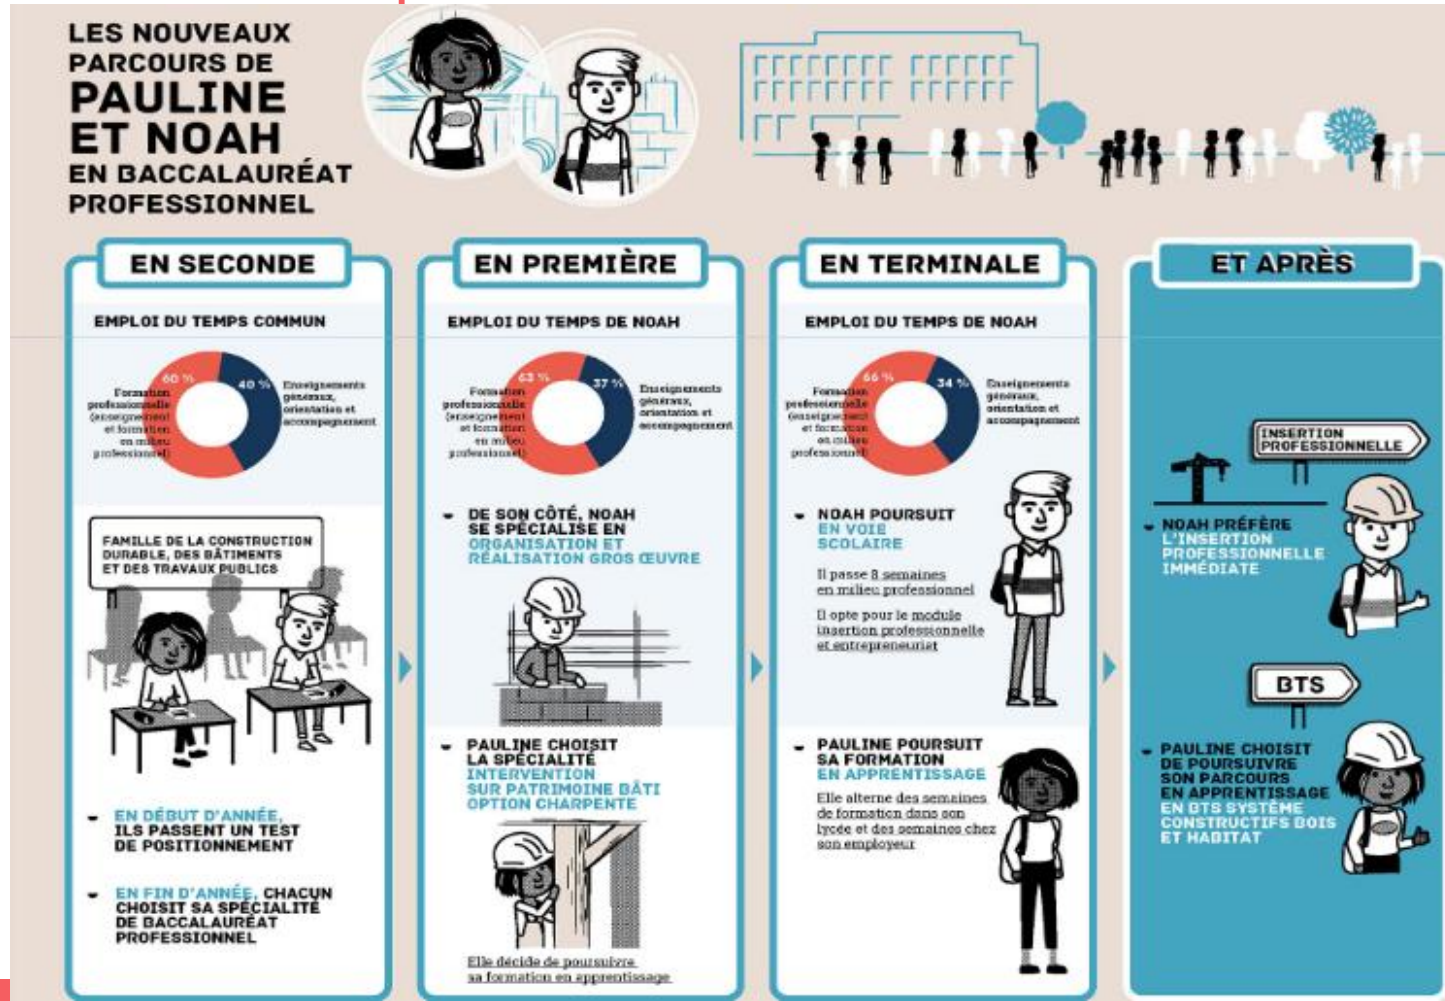 LES NOUVEAUX
PARCOURS DE
PAULINE
ET NOAH
EN BACCALAURÉAT
PROFESSIONNEL
EN SECONDE
EMPLOI DU TEMPS COMMUN
60 %
40 %
Formation
professionnelle
(enseignement
et formation
en milieu
professionnel)
Enseignements
généraux,
orientation et
accompagnement
FAMILLE DE LA CONSTRUCTION
DURABLE, DES BÂTIMENTS
ET DES TRAVAUX PUBLICS
EN DÉBUT D'ANNÉE,
ILS PASSENT UN TEST
DE POSITIONNEMENT
EN FIN D'ANNÉE, CHACUN
CHOISIT SA SPÉCIALITÉ
DE BACCALAURÉAT
PROFESSIONNEL
EN PREMIÈRE
EMPLOI DU TEMPS DE NOAH
63 %
37 %
Formation
professionnelle
(enseignement
et formation
en milieu
professionnel)
Enseignements
généraux,
orientation et
accompagnement
DE SON CÔTÉ, NOAH
SE SPÉCIALISE EN
ORGANISATION ET
RÉALISATION GROS ŒUVRE
PAULINE CHOISIT
LA SPÉCIALITÉ
INTERVENTION
SUR PATRIMOINE BÂTI
OPTION CHARPENTE
Elle décide de poursuivre
sa formation en apprentissage
EN TERMINALE
EMPLOI DU TEMPS DE NOAH
66 %
34 %
Formation
professionnelle
(enseignement
et formation
en milieu
professionnel)
Enseignements
généraux,
orientation et
accompagnement
NOAH POURSUIT
EN VOIE
SCOLAIRE
Il passe 8 semaines
en milieu professionnel
Il opte pour le module
insertion professionnelle
et entrepreneuriat
PAULINE POURSUIT
SA FORMATION
EN APPRENTISSAGE
Elle alterne des semaines
de formation dans son
lycée et des semaines chez
son employeur
ET APRÈS
INSERTION
PROFESSIONNELLE
NOAH PRÉFÈRE
L'INSERTION
PROFESSIONNELLE
IMMÉDIATE
BTS
PAULINE CHOISIT
DE POURSUIVRE
SON PARCOURS
EN APPRENTISSAGE
EN BTS SYSTÈME
CONSTRUCTIFS BOIS
ET HABITAT